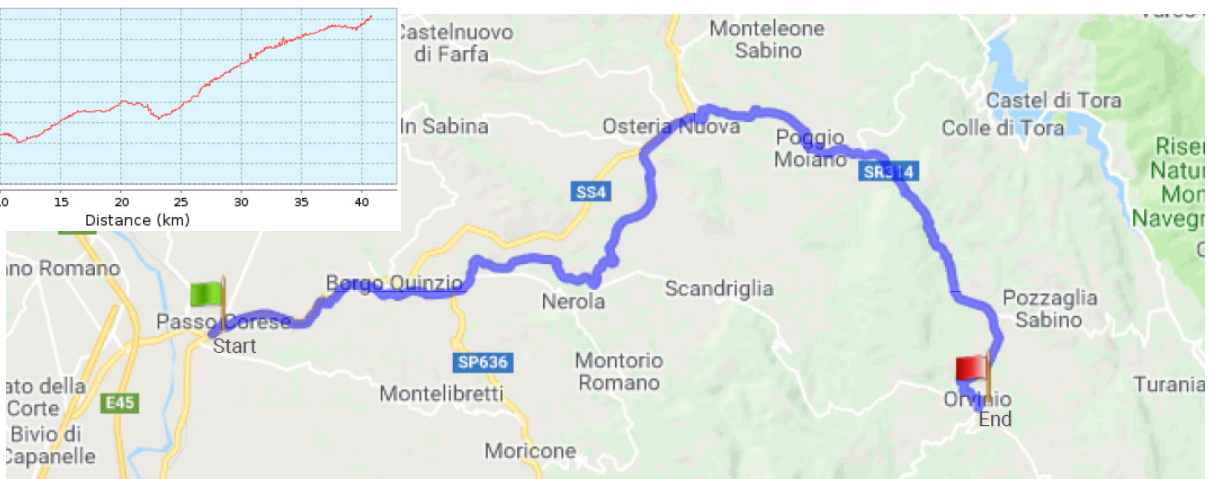 15
20
25
30
35
40
Distance (km)
Castelnuovo
di Farfa
Monteleone
Sabino
In Sabina
Osteria Nuova
Poggio
Moiano
Castel di Tora
Colle di Tora
SR314
SS4
Borgo Quinzio
Nerola
Scandriglia
Passo Corese
Start
Pozzaglia
Sabino
SP636
Montorio
Romano
Montelibretti
E45
Corte
Bivio di
Capanelle
Moricone
Orvinio
End